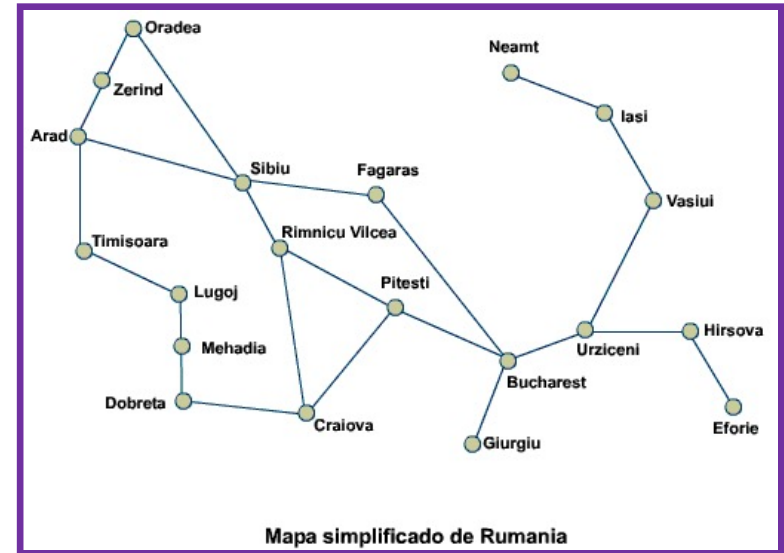 Oradea
Neamt
Zerind
Iasi
Arad
Sibiu
Fagaras
Vasiui
Rimnicu Vilcea
Timisoara
Pitesti
Lugoj
Hirsova
Mehadia
Urziceni
Bucharest
Dobreta
Craiova
Eforie
Giurgiu
Mapa simplificado de Rumania